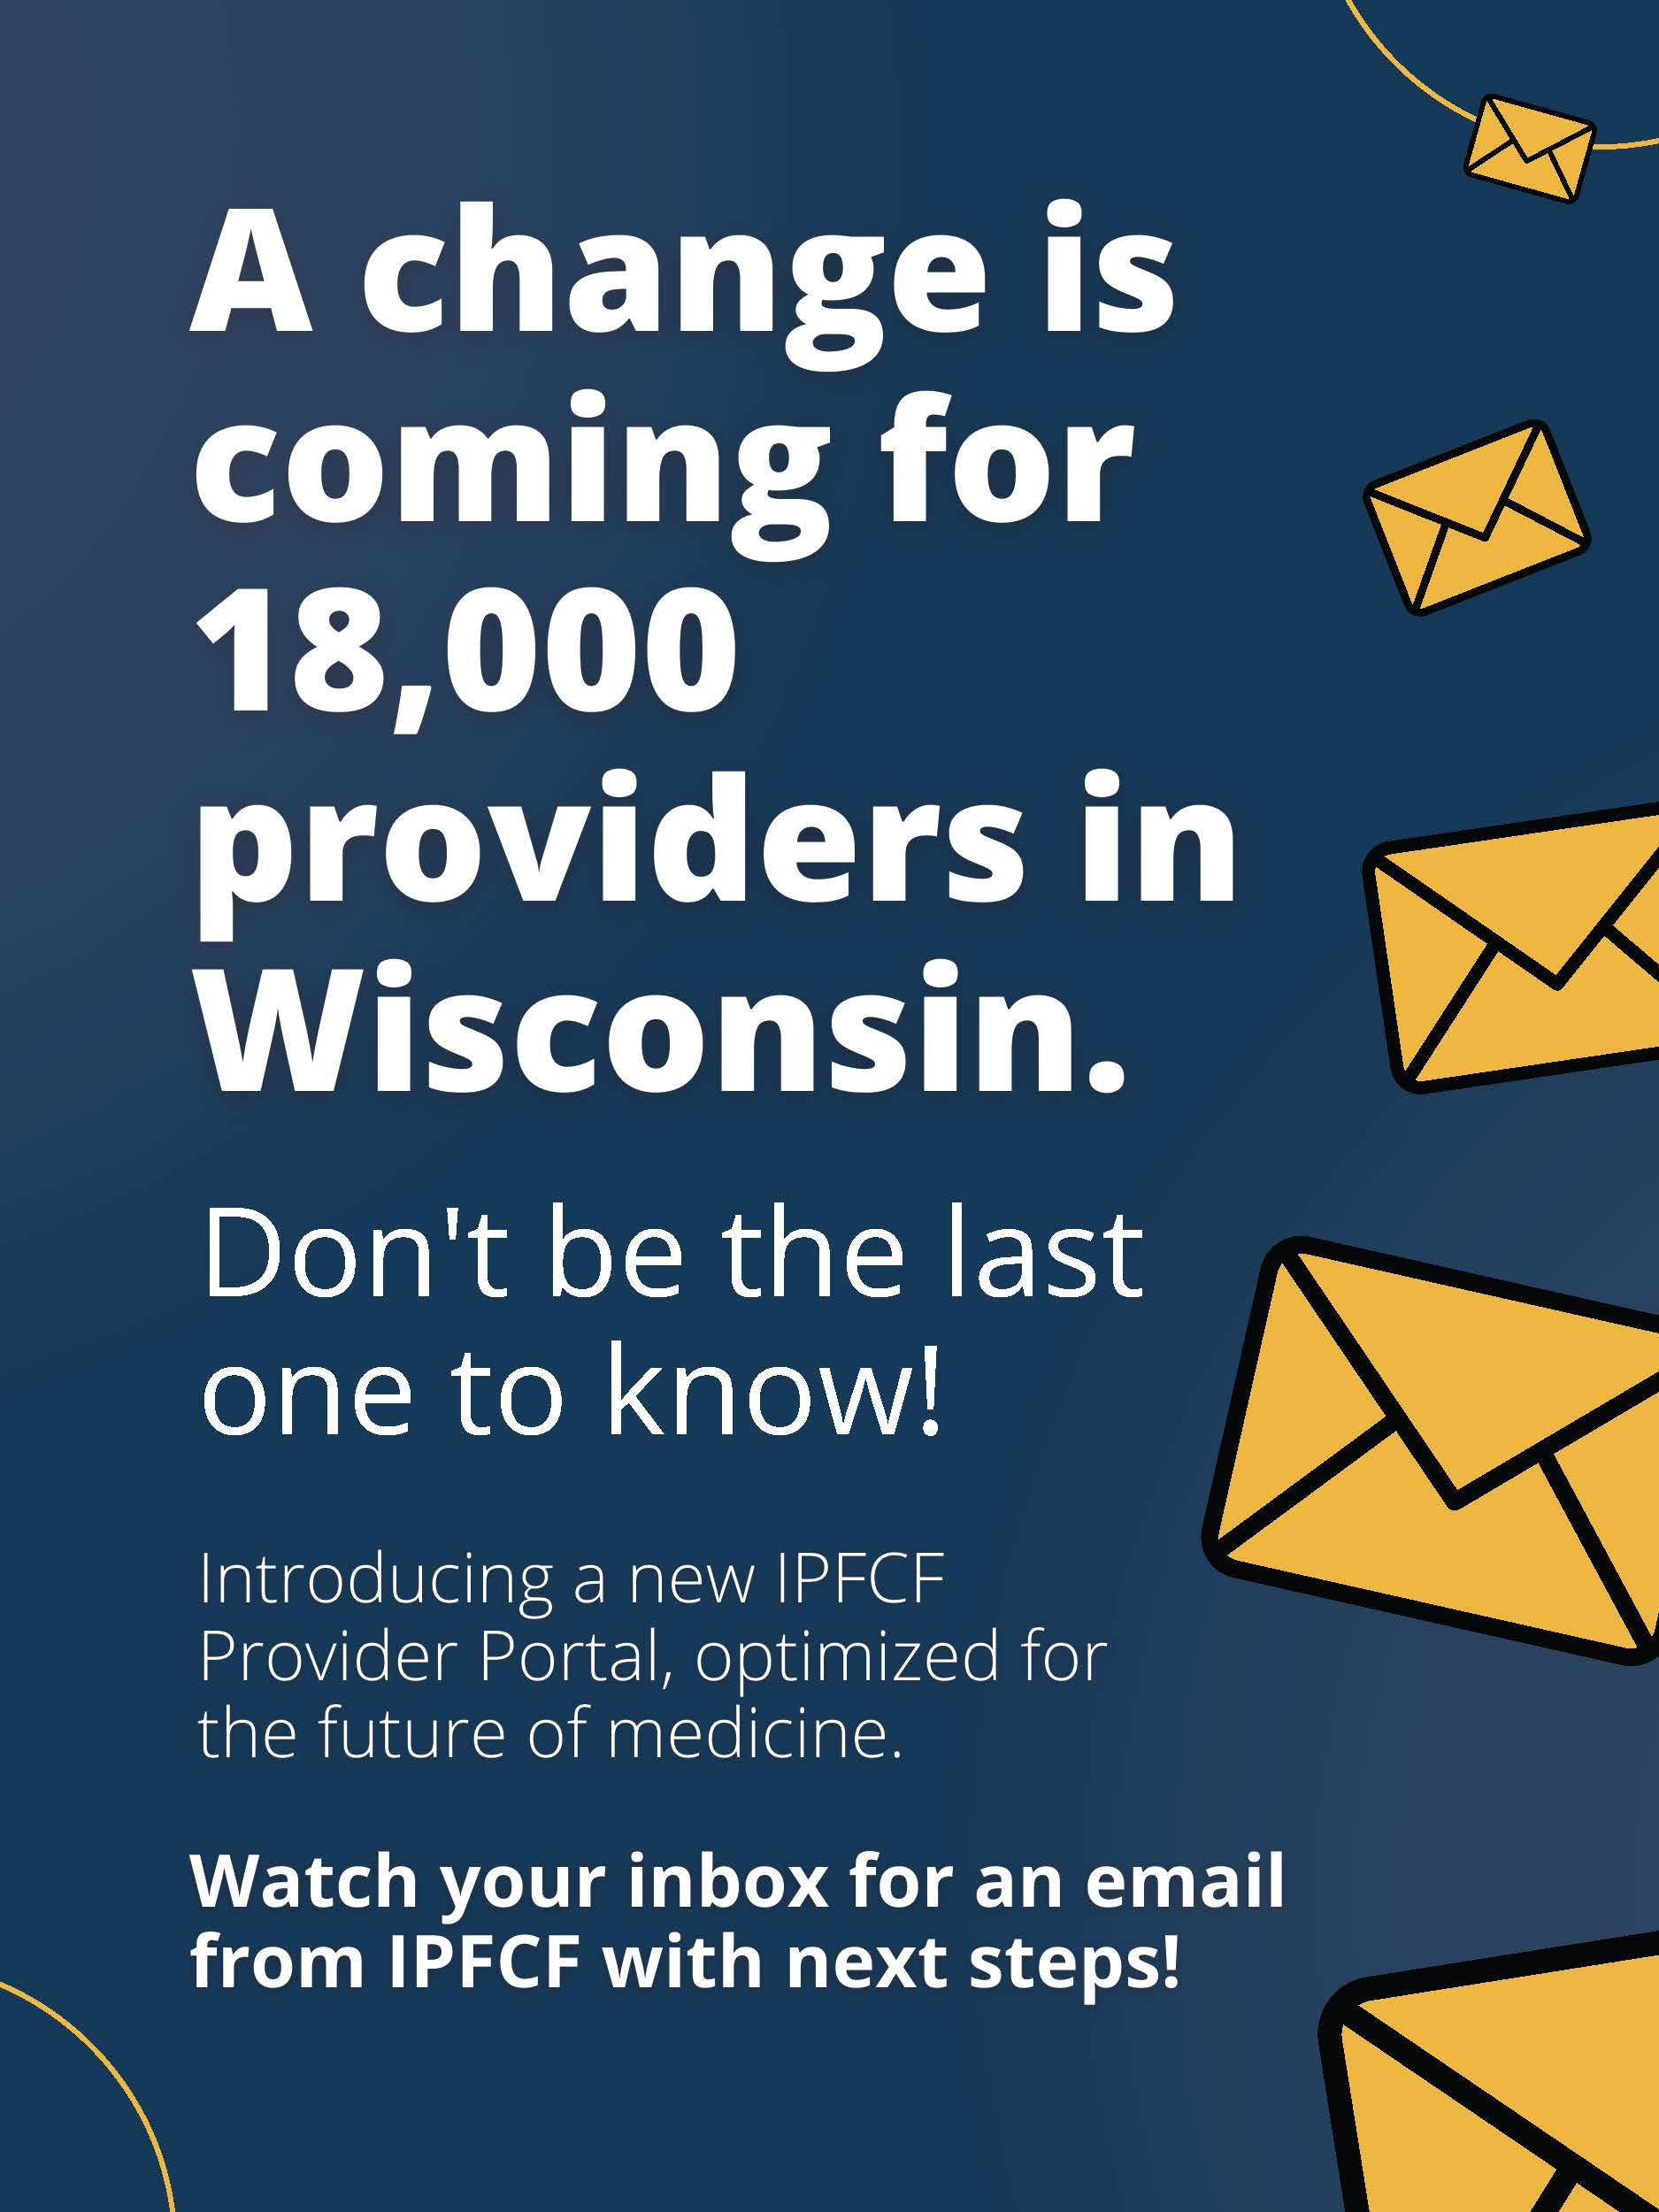 A change is
coming for
18,000
providers in
Wisconsin.
Don't be the last
one to know!
Introducing a new IPFCF
Provider Portal, optimized for
the future of medicine.
Watch your inbox for an email
from IPFCF with next steps!